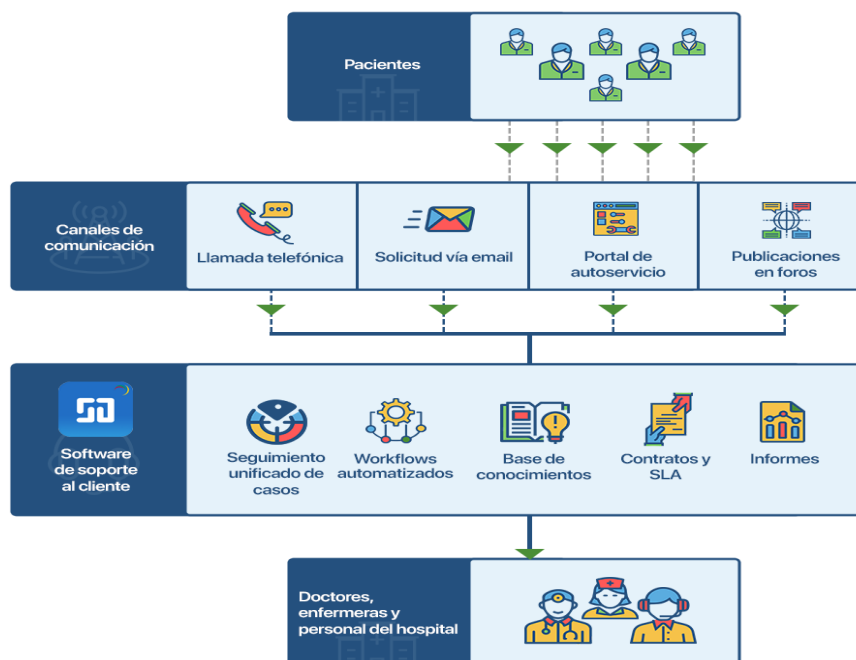 Pacientes
Canales de
comunicación
Llamada telefónica
Solicitud vía email
Portal de
autoservicio
Publicaciones
en foros
Software
de soporte
al cliente
Seguimiento
unificado de
casos
Workflows
automatizados
Base de
conocimientos
Contratos y
SLA
Informes
Doctores,
enfermeras y
personal del hospital